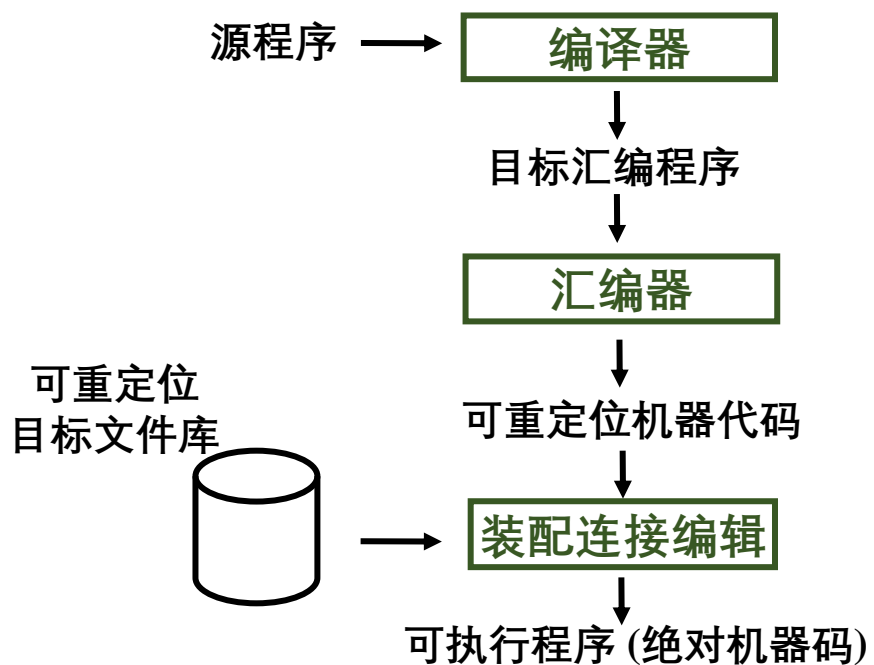 源程序
编译器
目标汇编程序
汇编器
可重定位
目标文件库
可重定位机器代码
装配连接编辑
可执行程序 (绝对机器码)